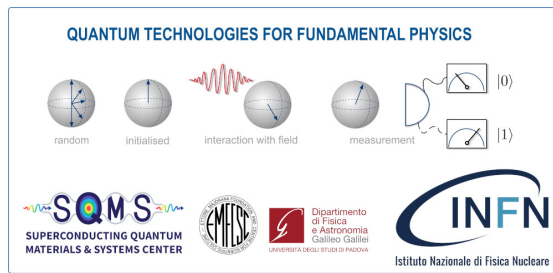 QUANTUM TECHNOLOGIES FOR FUNDAMENTAL PHYSICS
random
initialised
interaction with field
measurement
|0⟩
|1⟩
SQMS
SUPERCONDUCTING QUANTUM
MATERIALS & SYSTEMS CENTER
EMFCSC
Dipartimento
di Fisica
e Astronomia
Galileo Galilei
UNIVERSITÀ DEGLI STUDI DI PADOVA
INFN
Istituto Nazionale di Fisica Nucleare